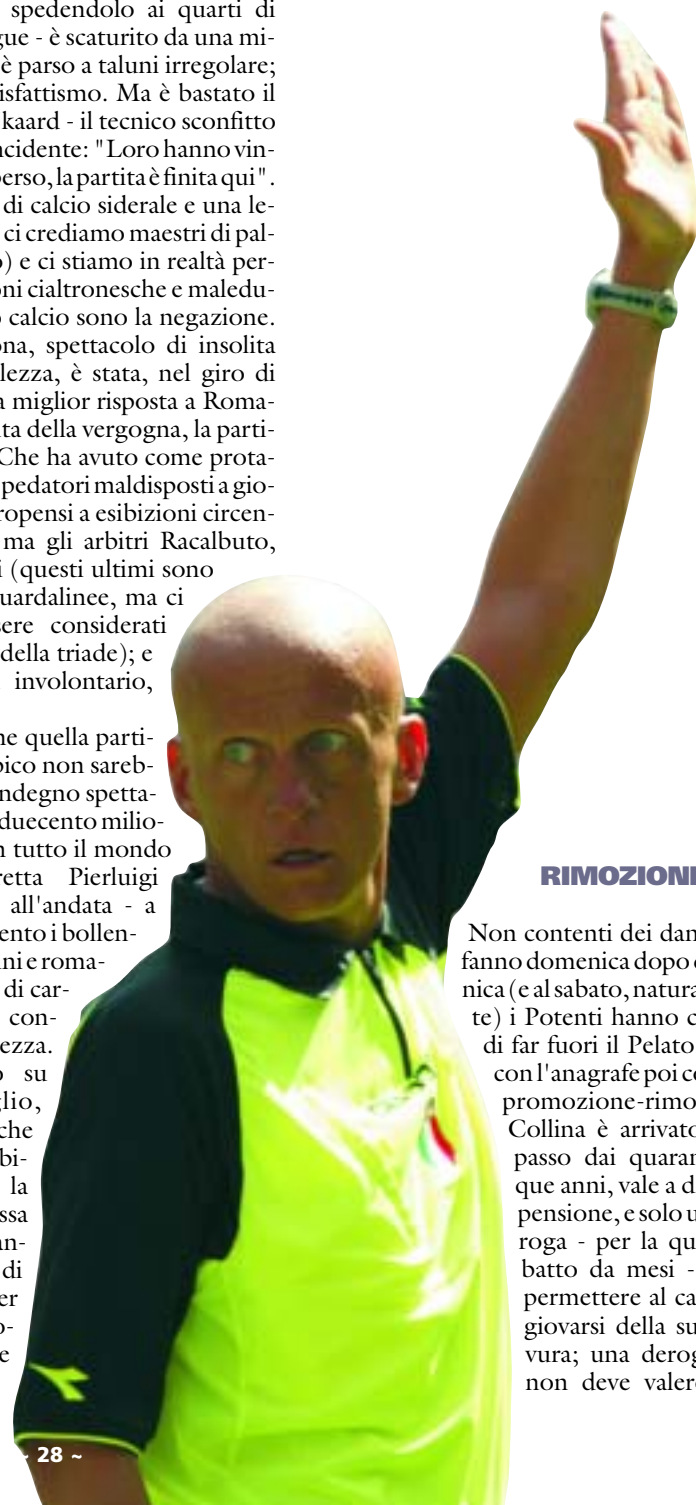 spedendolo ai quarti di
gue - è scaturito da una mi-
è parso a taluni irregolare;
isfattismo. Ma è bastato il
kaard - il tecnico sconfitto
ncidente: "Loro hanno vin-
erso, la partita è finita qui".
di calcio siderale e una le-
ci crediamo maestri di pal-
o) e ci stiamo in realtà per-
oni cialtronesche e maledu-
o calcio sono la negazione.
ona, spettacolo di insolita
lezza, è stata, nel giro di
a miglior risposta a Roma-
ita della vergogna, la parti-
Che ha avuto come prota-
pedatori maldisposti a gio-
ropensi a esibizioni circen-
ma gli arbitri Racalbuto,
i (questi ultimi sono
uardalinee, ma ci
sere considerati
della triade); e
involontario,
he quella parti-
pico non sareb-
ndegno spetta-
duecento milio-
n tutto il mondo
retta Pierluigi
all'andata - a
ento i bollen-
ni e roma-
di car-
con-
ezza.
o su
glio,
che
bi-
la
ssa
an-
di
er
o-
e
~ 28 ~
RIMOZIONE
Non contenti dei dan
fanno domenica dopo
nica (e al sabato, natura
te) i Potenti hanno c
di far fuori il Pelato
con l'anagrafe poi co
promozione-rimo
Collina è arrivato
passo dai quaran
que anni, vale a d
pensione, e solo u
roga - per la qu
batto da mesi -
permettere al ca
giovarsi della su
vura; una derog
non deve valere